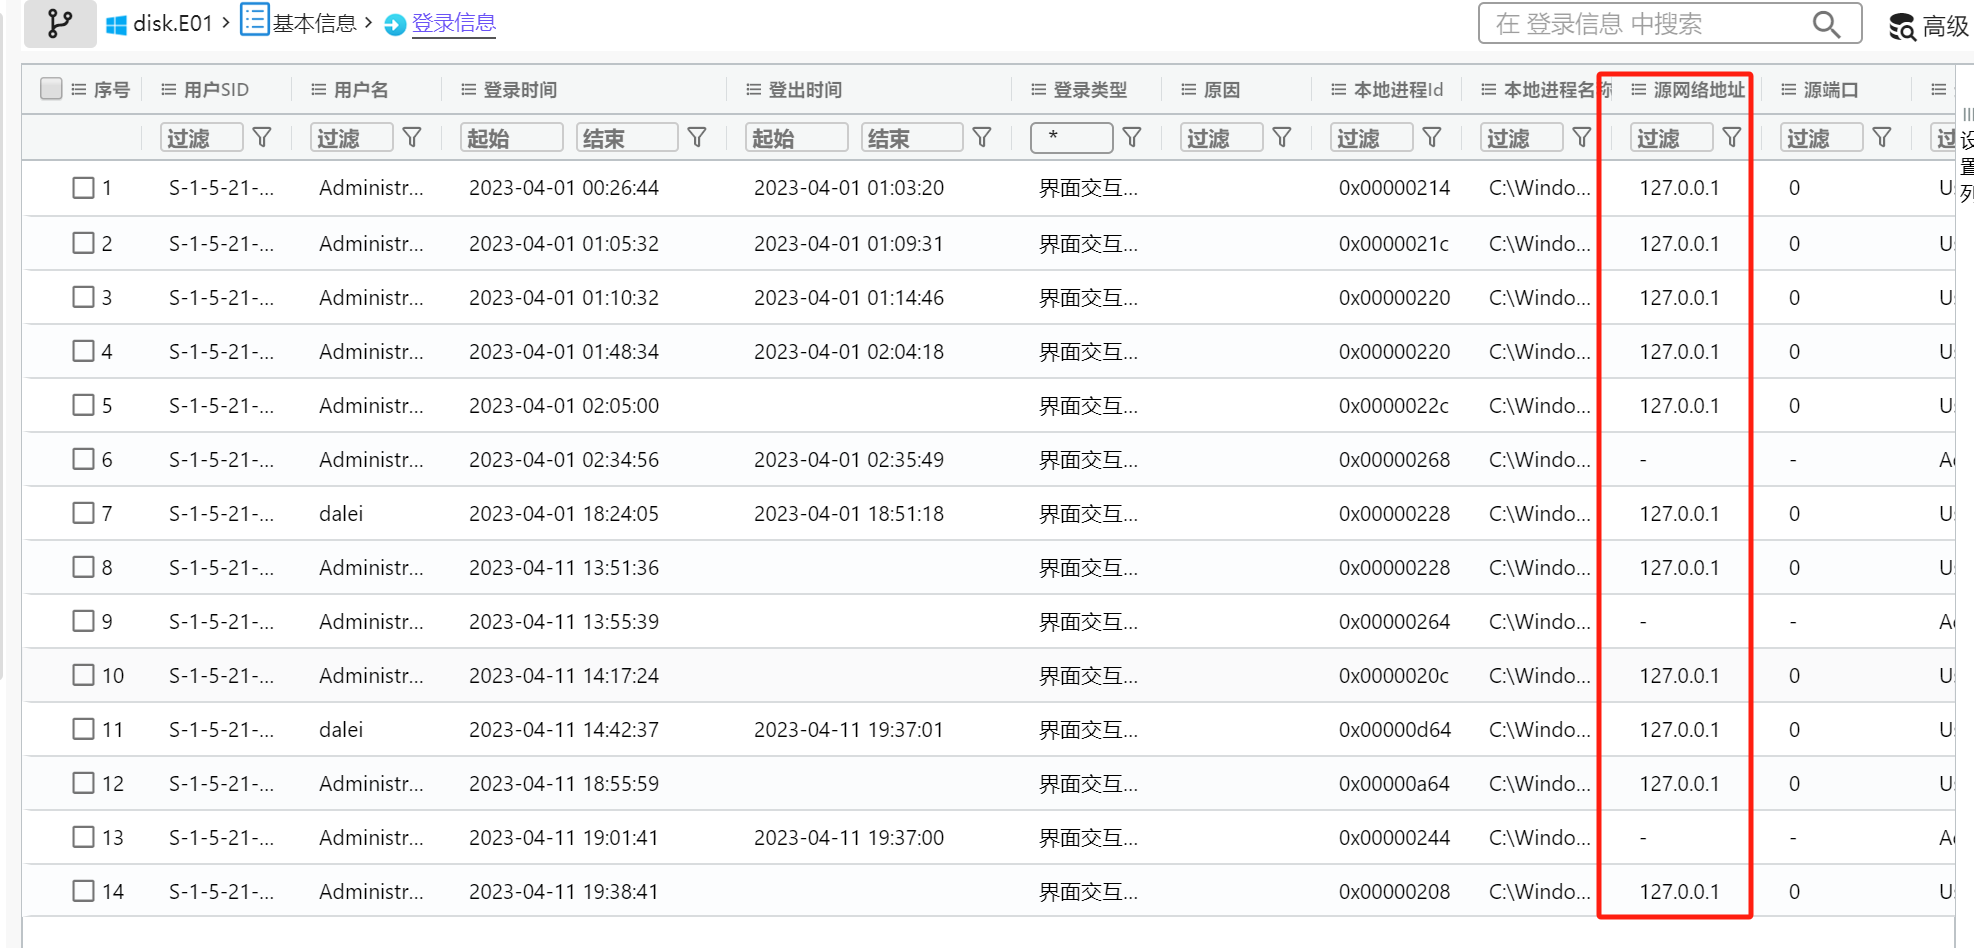 disk.E01 › 基本信息 › 登录信息 在 登录信息 中搜索 高级
序号 用户SID 用户名 登录时间 登出时间 登录类型 原因 本地进程Id 本地进程名称 源网络地址 源端口
过滤 过滤 起始 结束 起始 结束 * 过滤 过滤 过滤 过滤 过滤 过
设
置
列
1 S-1-5-21-... Administr... 2023-04-01 00:26:44 2023-04-01 01:03:20 界面交互... 0x00000214 C:\Windo... 127.0.0.1 0 Us
2 S-1-5-21-... Administr... 2023-04-01 01:05:32 2023-04-01 01:09:31 界面交互... 0x0000021c C:\Windo... 127.0.0.1 0 Us
3 S-1-5-21-... Administr... 2023-04-01 01:10:32 2023-04-01 01:14:46 界面交互... 0x00000220 C:\Windo... 127.0.0.1 0 Us
4 S-1-5-21-... Administr... 2023-04-01 01:48:34 2023-04-01 02:04:18 界面交互... 0x00000220 C:\Windo... 127.0.0.1 0 Us
5 S-1-5-21-... Administr... 2023-04-01 02:05:00 界面交互... 0x0000022c C:\Windo... 127.0.0.1 0 Us
6 S-1-5-21-... Administr... 2023-04-01 02:34:56 2023-04-01 02:35:49 界面交互... 0x00000268 C:\Windo... - - Ac
7 S-1-5-21-... dalei 2023-04-01 18:24:05 2023-04-01 18:51:18 界面交互... 0x00000228 C:\Windo... 127.0.0.1 0 Us
8 S-1-5-21-... Administr... 2023-04-11 13:51:36 界面交互... 0x00000228 C:\Windo... 127.0.0.1 0 Us
9 S-1-5-21-... Administr... 2023-04-11 13:55:39 界面交互... 0x00000264 C:\Windo... - - Ac
10 S-1-5-21-... Administr... 2023-04-11 14:17:24 界面交互... 0x0000020c C:\Windo... 127.0.0.1 0 Us
11 S-1-5-21-... dalei 2023-04-11 14:42:37 2023-04-11 19:37:01 界面交互... 0x00000d64 C:\Windo... 127.0.0.1 0 Us
12 S-1-5-21-... Administr... 2023-04-11 18:55:59 界面交互... 0x00000a64 C:\Windo... 127.0.0.1 0 Us
13 S-1-5-21-... Administr... 2023-04-11 19:01:41 2023-04-11 19:37:00 界面交互... 0x00000244 C:\Windo... - - Ac
14 S-1-5-21-... Administr... 2023-04-11 19:38:41 界面交互... 0x00000208 C:\Windo... 127.0.0.1 0 Us